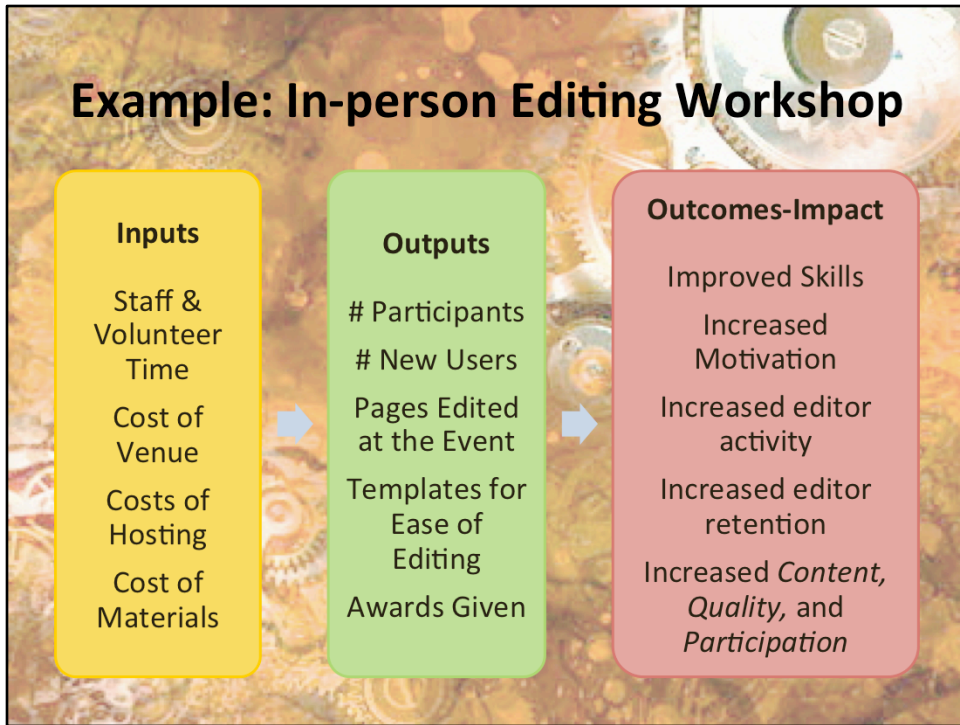 Example: In-person Editing Workshop
Inputs
Staff &
Volunteer
Time
Cost of
Venue
Costs of
Hosting
Cost of
Materials
Outputs
# Participants
# New Users
Pages Edited
at the Event
Templates for
Ease of
Editing
Awards Given
Outcomes-Impact
Improved Skills
Increased
Motivation
Increased editor
activity
Increased editor
retention
Increased Content,
Quality, and
Participation